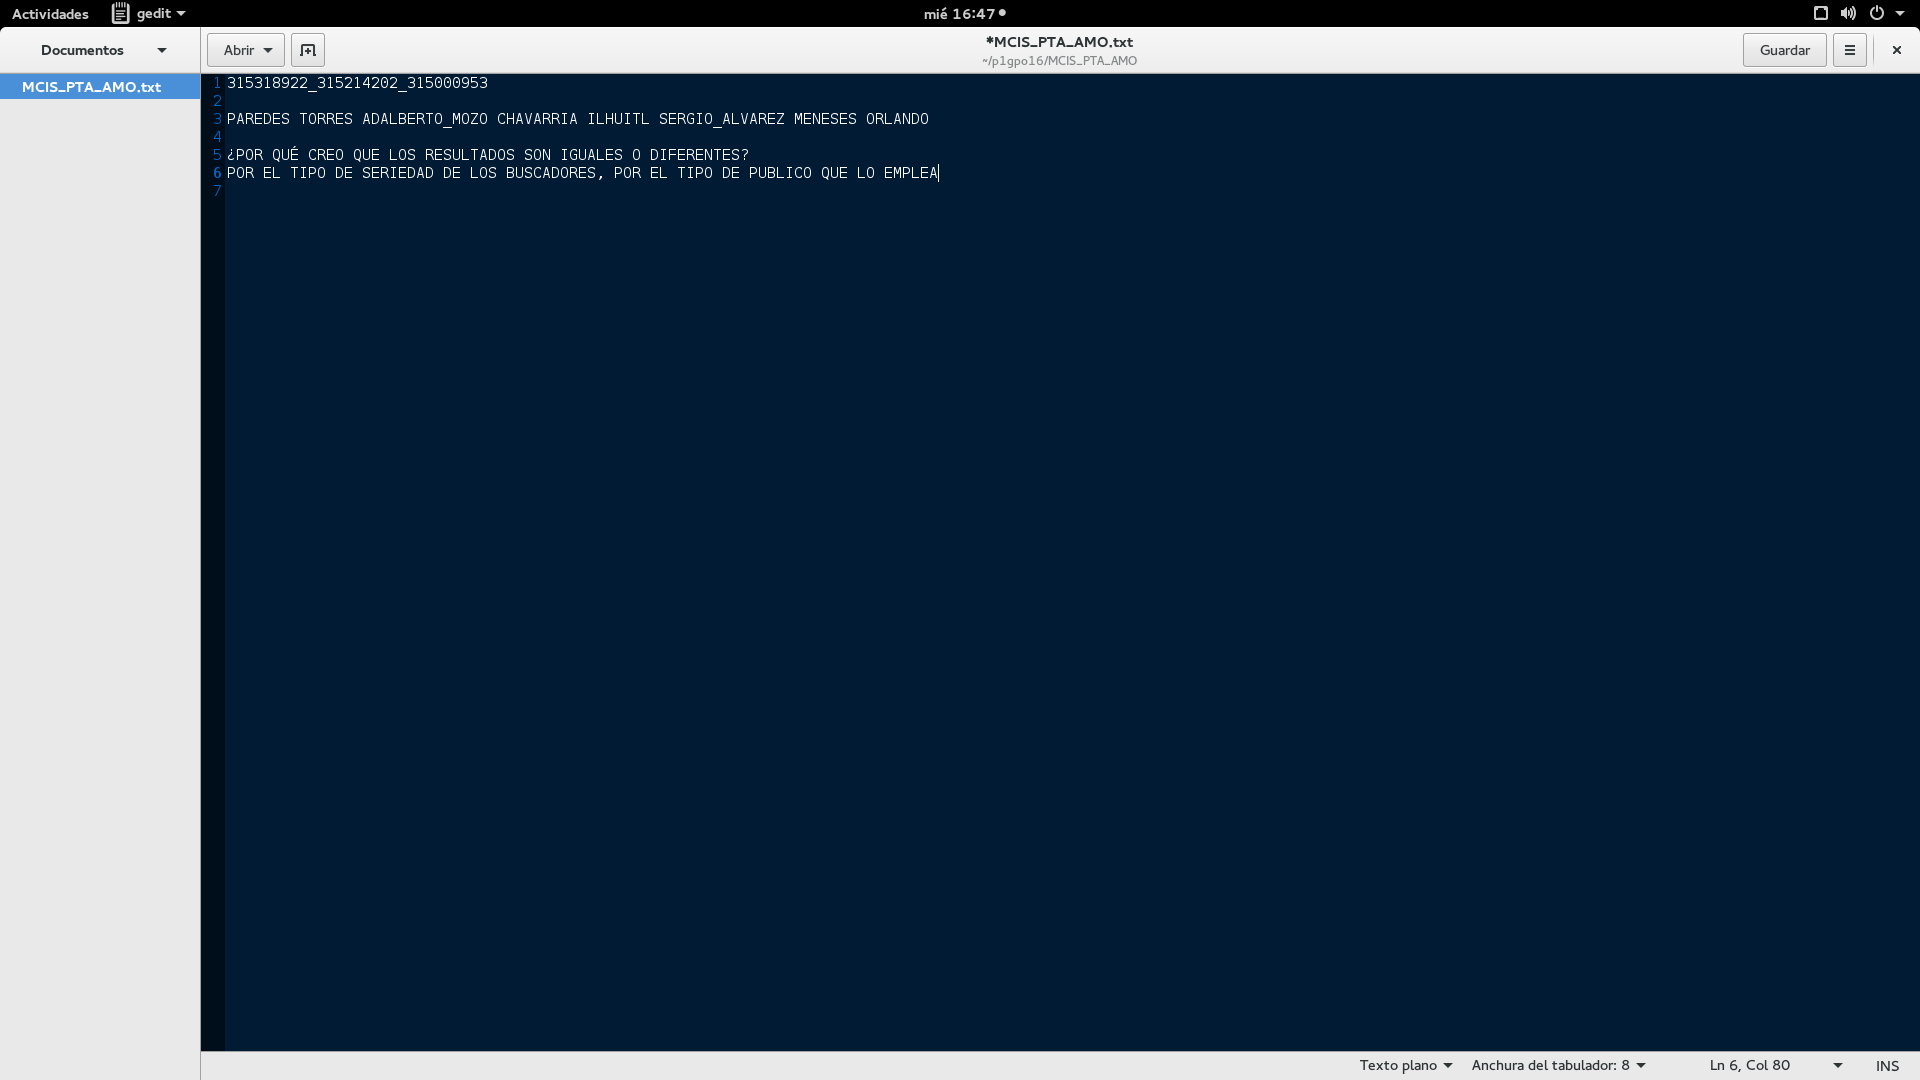 Actividades gedit mié 16:47
Documentos Abrir *MCIS_PTA_AMO.txt Guardar
~/p1gpo16/MCIS_PTA_AMO
MCIS_PTA_AMO.txt
1 315318922_315214202_315000953
2
3 PAREDES TORRES ADALBERTO_MOZO CHAVARRIA ILHUITL SERGIO_ALVAREZ MENESES ORLANDO
4
5 ¿POR QUÉ CREO QUE LOS RESULTADOS SON IGUALES O DIFERENTES?
6 POR EL TIPO DE SERIEDAD DE LOS BUSCADORES, POR EL TIPO DE PUBLICO QUE LO EMPLEA
7
Texto plano Anchura del tabulador: 8 Ln 6, Col 80 INS